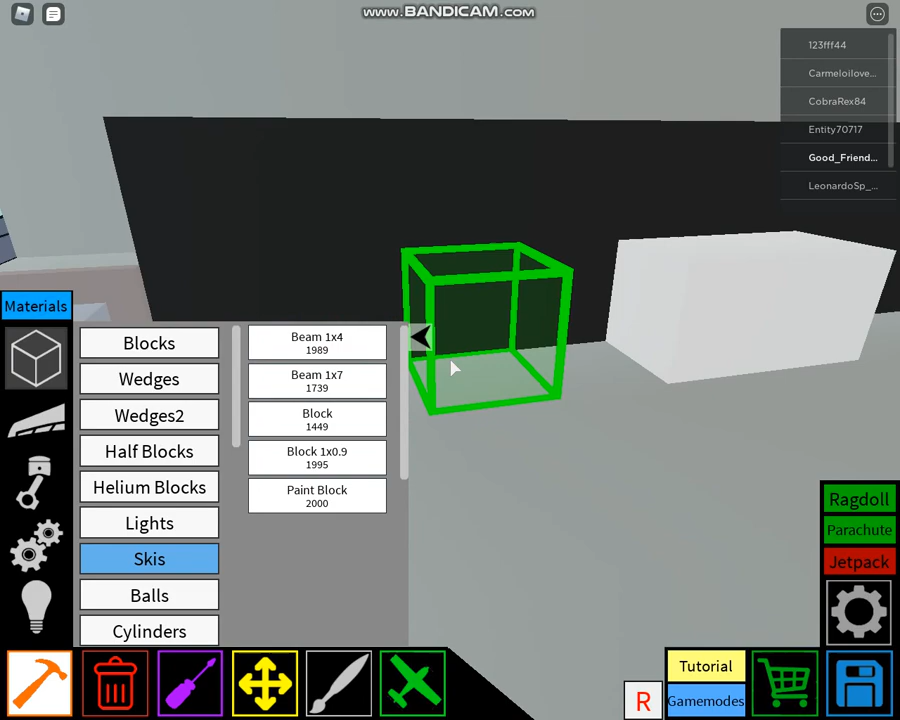 www.BANDICAM.com
123fff44
Carmeloilove...
CobraRex84
Entity70717
Good_Friend...
LeonardoSp_...
Materials
Blocks
Wedges
Wedges2
Half Blocks
Helium Blocks
Lights
Skis
Balls
Cylinders
Beam 1x4
1989
Beam 1x7
1739
Block
1449
Block 1x0.9
1995
Paint Block
2000
Ragdoll
Parachute
Jetpack
R
Tutorial
Gamemodes